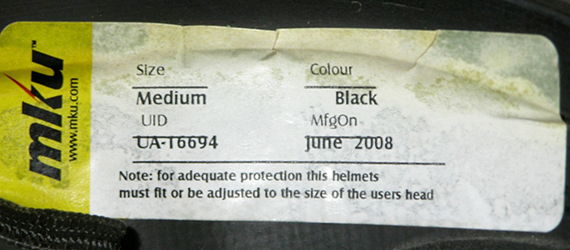 mku™
www.mku.com
Size Colour
Medium Black
UID MfgOn
UA-16694 June 2008
Note: for adequate protection this helmets
must fit or be adjusted to the size of the users head